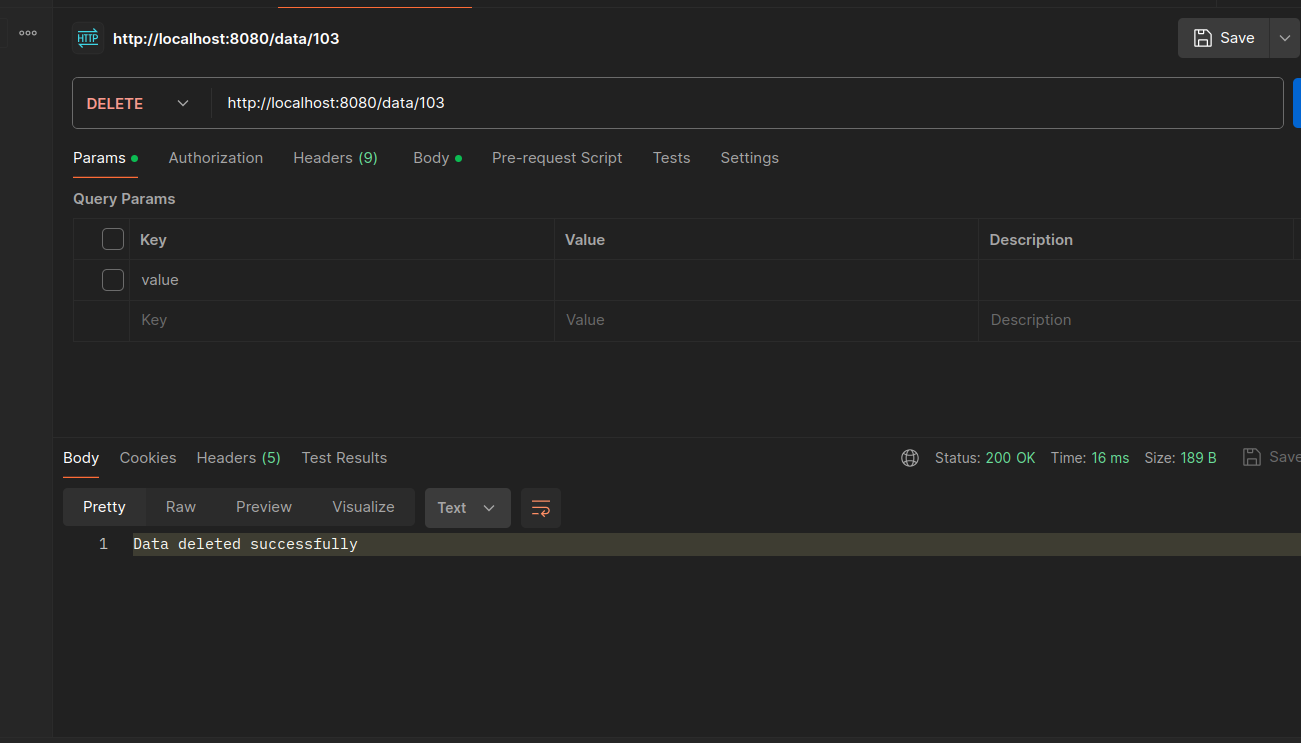 HTTP http://localhost:8080/data/103 Save
DELETE http://localhost:8080/data/103
Params Authorization Headers (9) Body Pre-request Script Tests Settings
Query Params
Key Value Description
value
Key Value Description
Body Cookies Headers (5) Test Results Status: 200 OK Time: 16 ms Size: 189 B Save
Pretty Raw Preview Visualize Text
1 Data deleted successfully